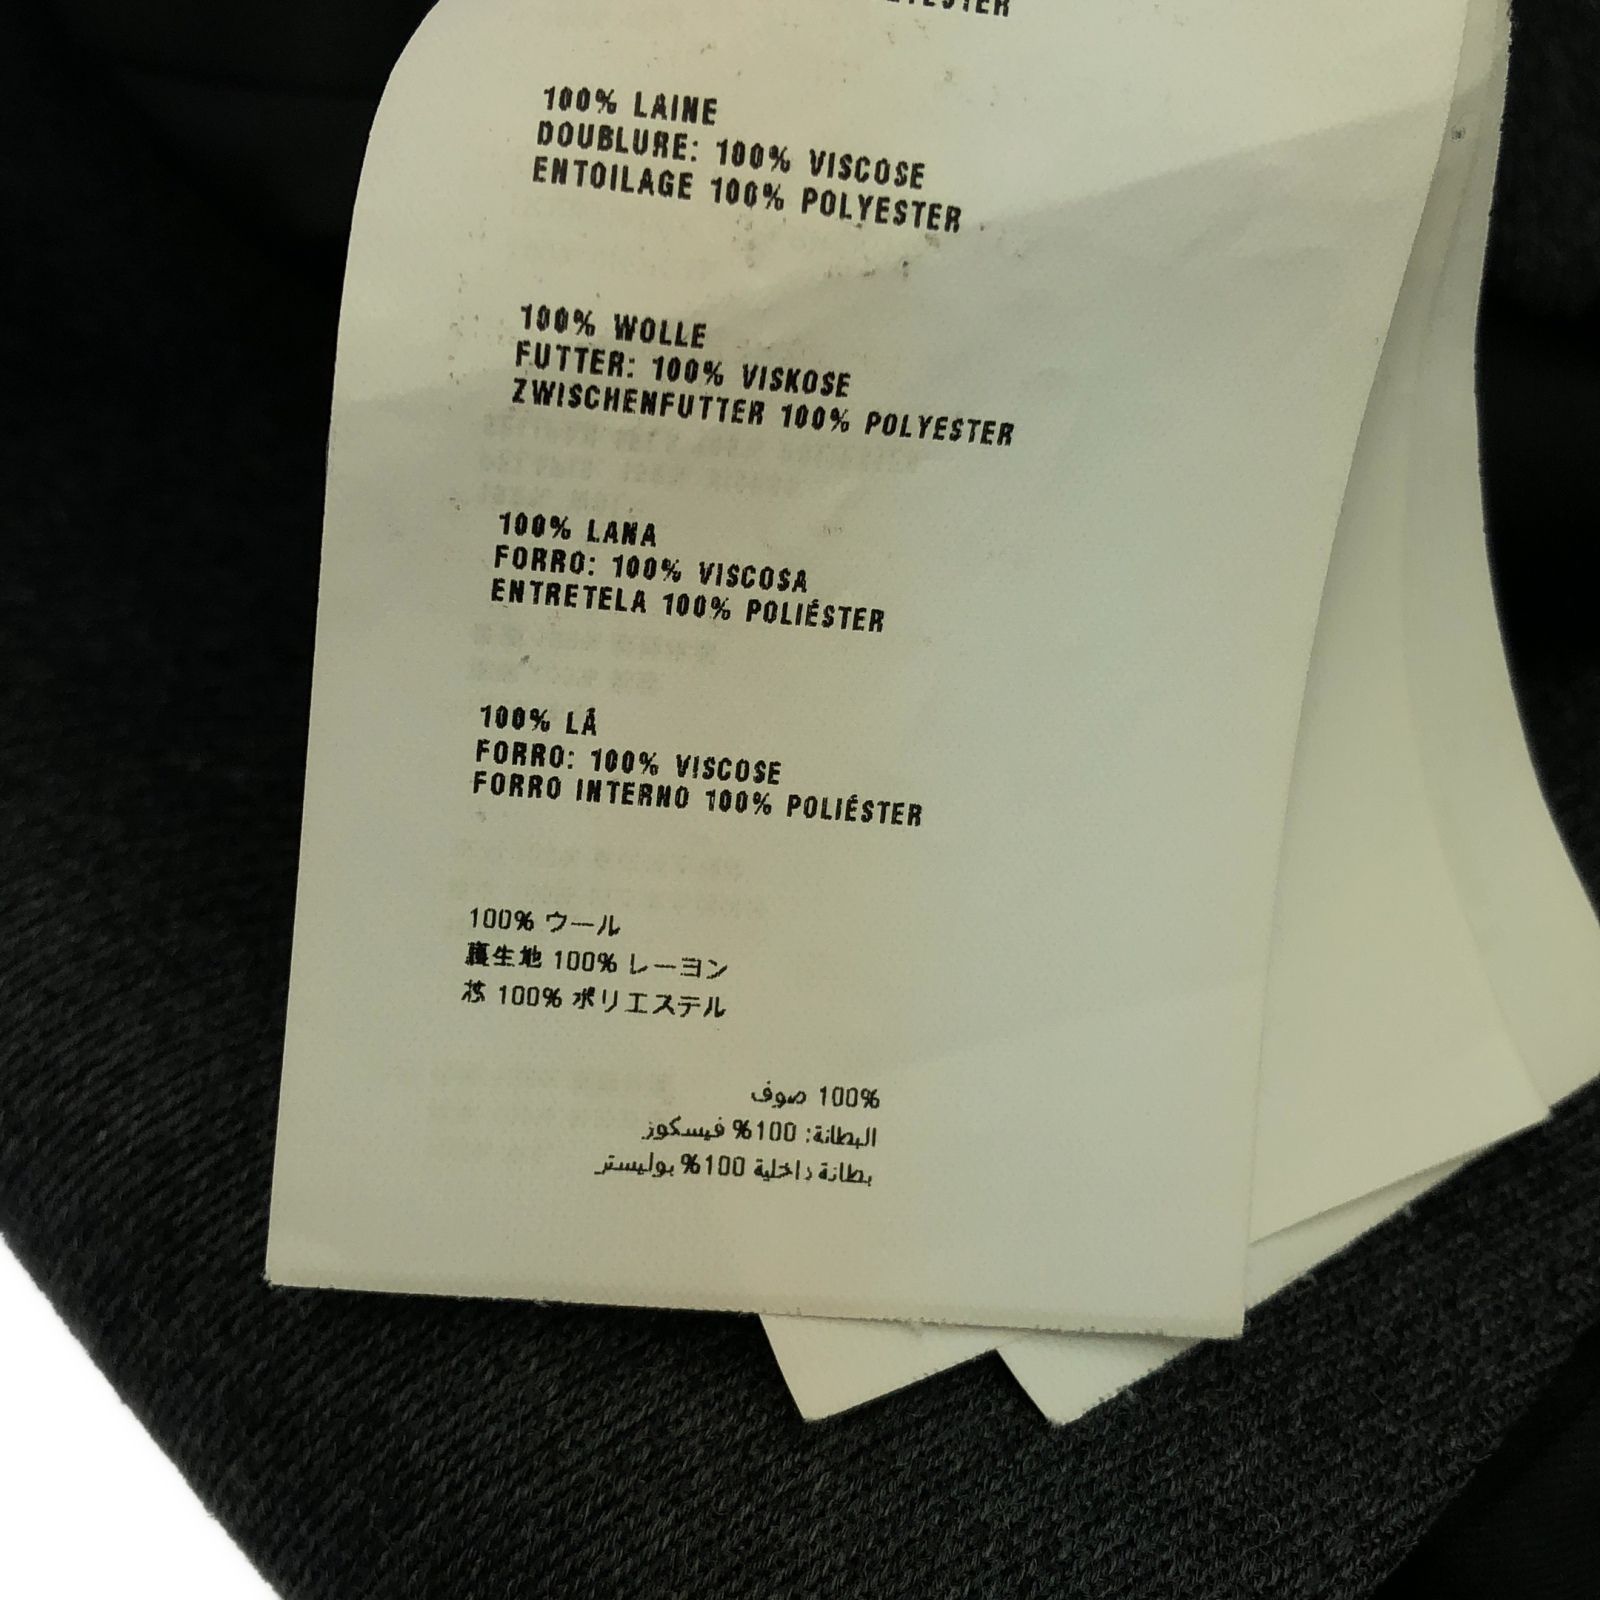 100% LAINE
DOUBLURE: 100% VISCOSE
ENTOILAGE 100% POLYESTER
100% WOLLE
FUTTER: 100% VISKOSE
ZWISCHENFUTTER 100% POLYESTER
100% LANA
FORRO: 100% VISCOSA
ENTRETELA 100% POLIÉSTER
100% LÃ
FORRO: 100% VISCOSE
FORRO INTERNO 100% POLIÉSTER
100% ウール
裏生地 100% レーヨン
芯 100% ポリエステル
100% صوف
البطانة: 100% فيسكوز
بطانة داخلية 100% بوليستر